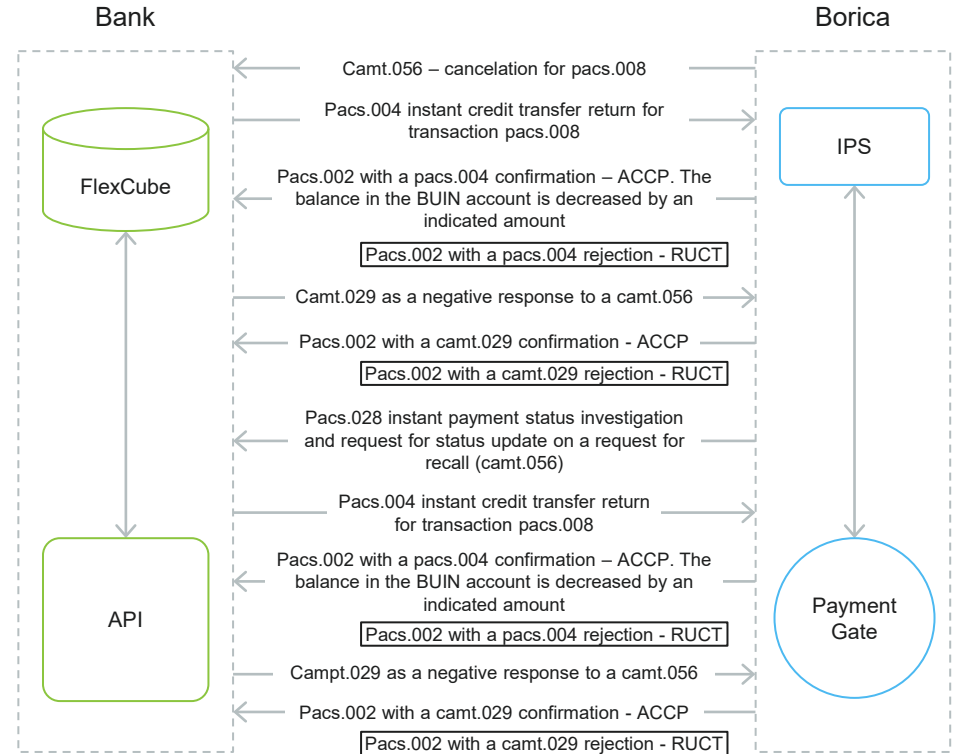 Bank
Borica
Camt.056 – cancelation for pacs.008
Pacs.004 instant credit transfer return for
transaction pacs.008
IPS
FlexCube
Pacs.002 with a pacs.004 confirmation – ACCP. The
balance in the BUIN account is decreased by an
indicated amount
Pacs.002 with a pacs.004 rejection - RUCT
Camt.029 as a negative response to a camt.056
Pacs.002 with a camt.029 confirmation - ACCP
Pacs.002 with a camt.029 rejection - RUCT
Pacs.028 instant payment status investigation
and request for status update on a request for
recall (camt.056)
Pacs.004 instant credit transfer return
for transaction pacs.008
Pacs.002 with a pacs.004 confirmation – ACCP. The
balance in the BUIN account is decreased by an
indicated amount
API
Payment
Gate
Pacs.002 with a pacs.004 rejection - RUCT
Campt.029 as a negative response to a camt.056
Pacs.002 with a camt.029 confirmation - ACCP
Pacs.002 with a camt.029 rejection - RUCT